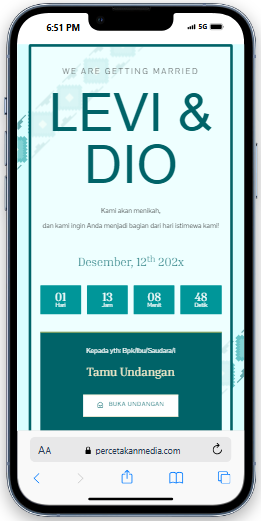 6:51 PM
5G
WE ARE GETTING MARRIED
LEVI &
DIO
Kami akan menikah,
dan kami ingin Anda menjadi bagian dari hari istimewa kami!
Desember, 12th 202x
01 13 08 48
Hari Jam Menit Detik
Kepada yth: Bpk/Ibu/Saudara/i
Tamu Undangan
BUKA UNDANGAN
AA percetakanmedia.com